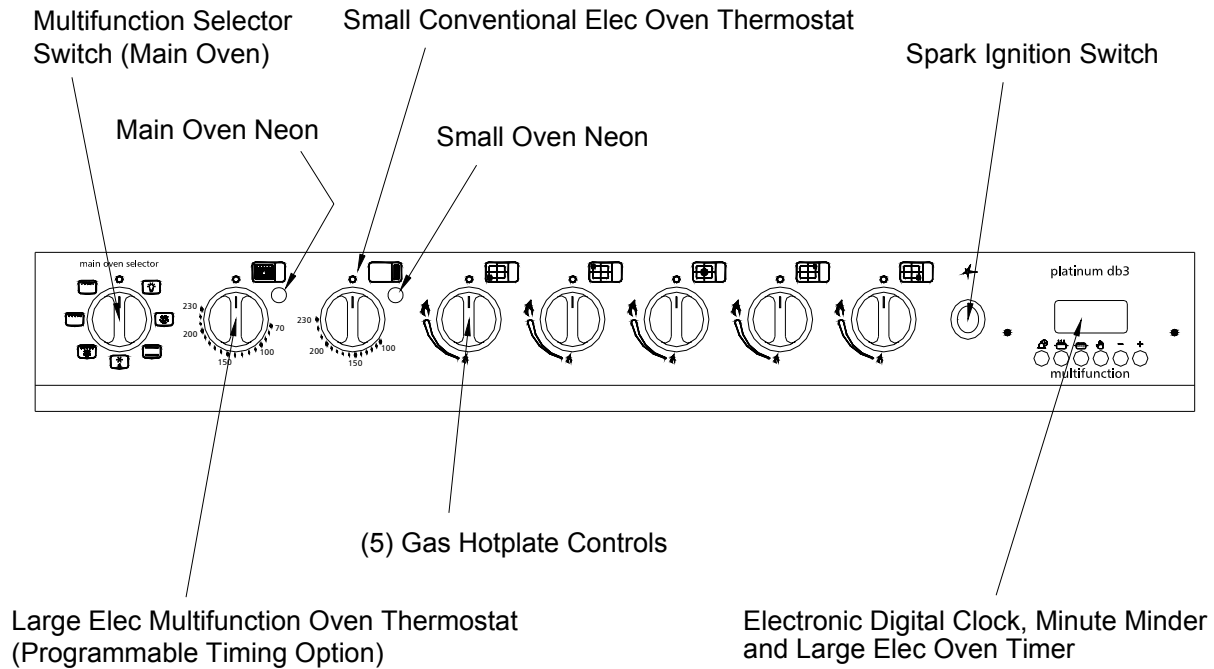 Multifunction Selector
Switch (Main Oven)
Small Conventional Elec Oven Thermostat
Spark Ignition Switch
Main Oven Neon
Small Oven Neon
main oven selector
platinum db3
230
200
150
100
70
230
200
150
100
A
- +
multifunction
(5) Gas Hotplate Controls
Large Elec Multifunction Oven Thermostat
(Programmable Timing Option)
Electronic Digital Clock, Minute Minder
and Large Elec Oven Timer